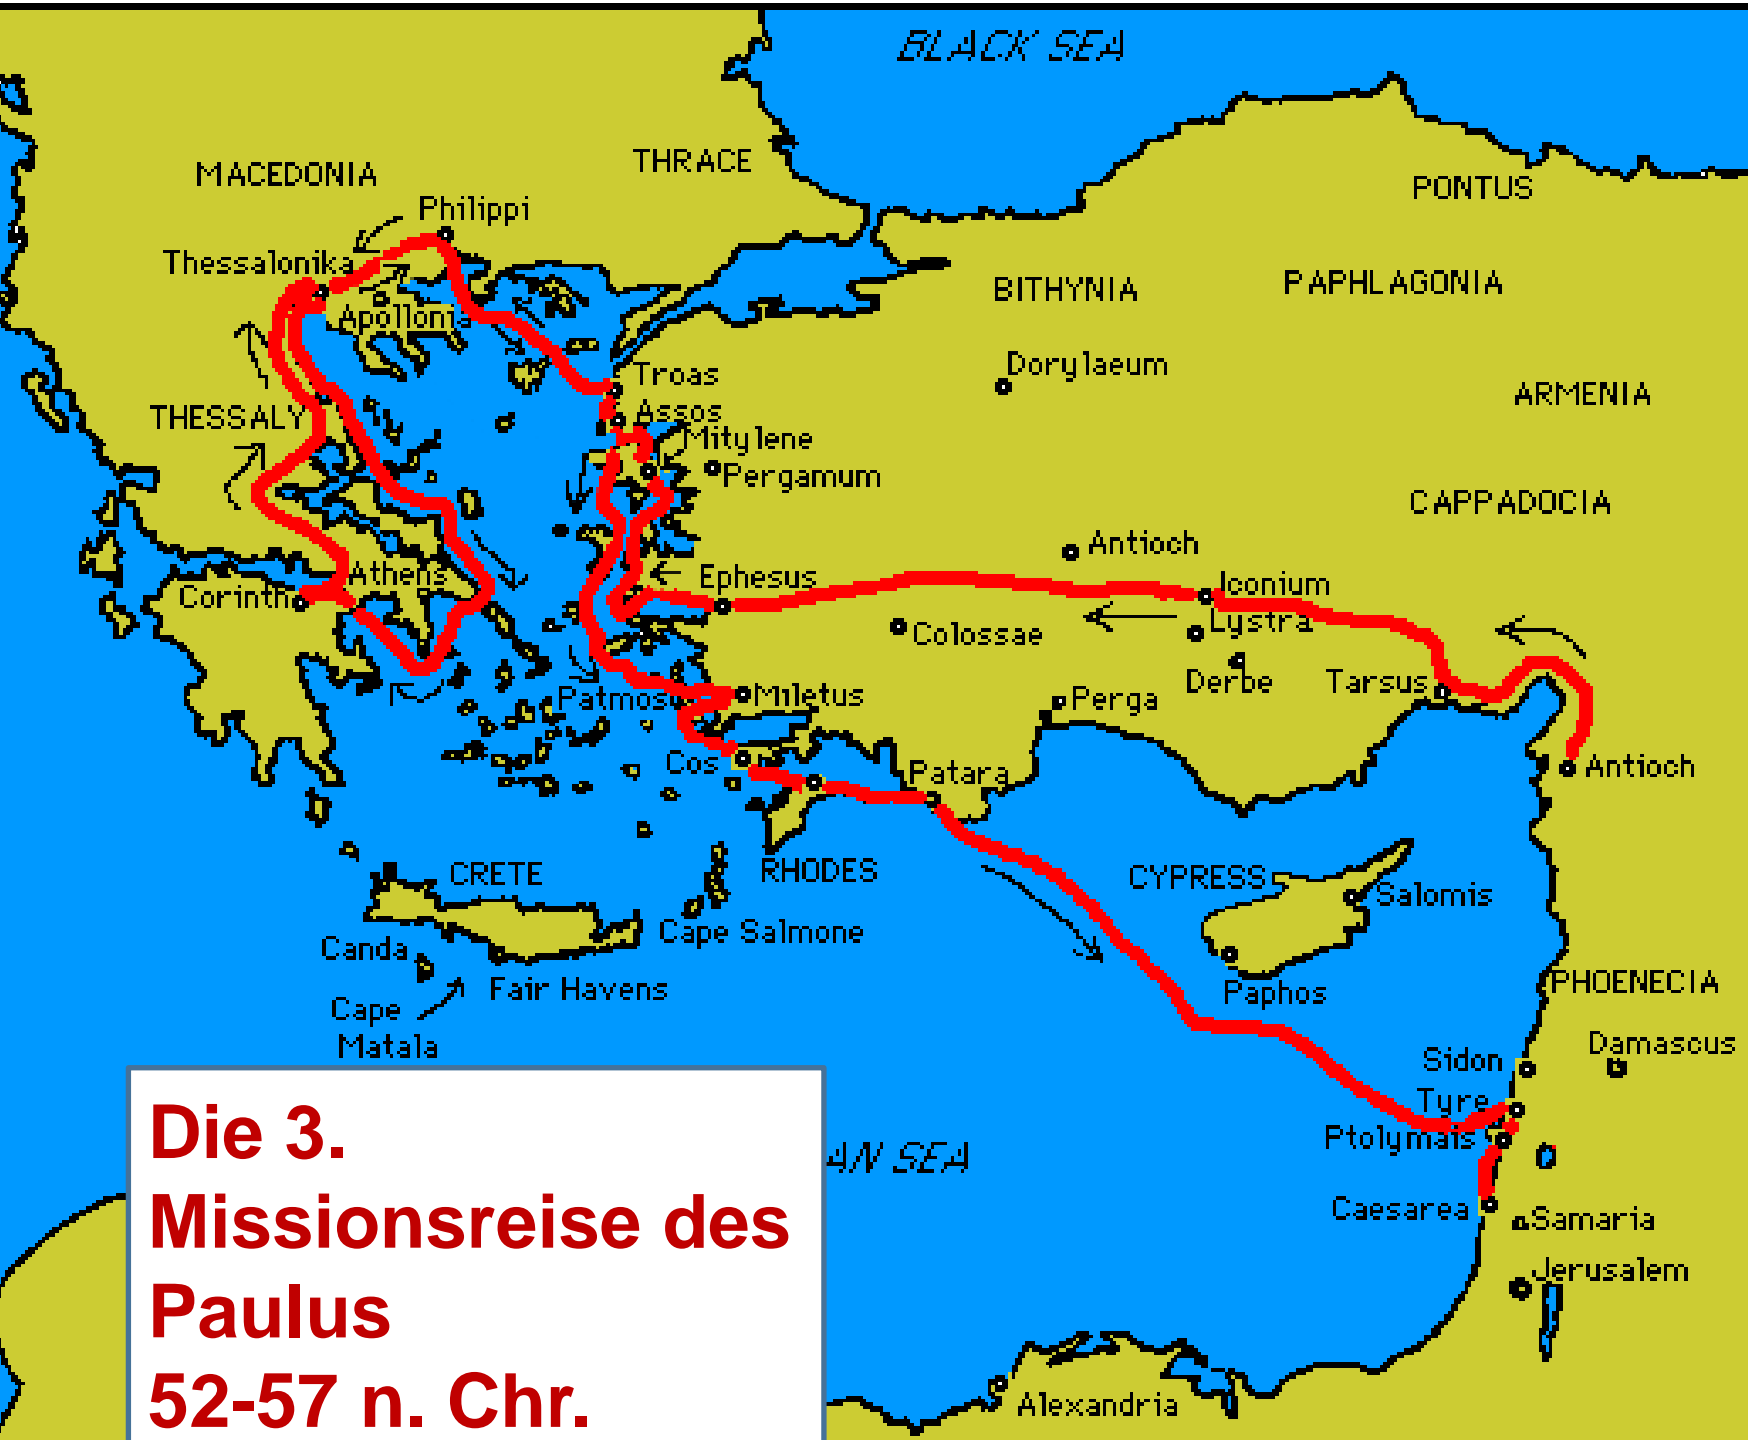 BLACK SEA
THRACE
MACEDONIA
PONTUS
Philippi
Thessalonika
PAPHLAGONIA
BITHYNIA
Apollonia
Dorylaeum
Troas
ARMENIA
Assos
THESSALY
Mitylene
Pergamum
CAPPADOCIA
Antioch
Athens
Ephesus
Iconium
Corinth
Lystra
Colossae
Derbe
Tarsus
Patmos
Miletus
Perga
Cos
Patara
Antioch
CRETE
RHODES
CYPRESS
Salomis
Canda
Cape Salmone
Fair Havens
Paphos
PHOENECIA
Cape
Matala
Damascus
Sidon
Tyre
Ptolymais
AN SEA
Caesarea
Samaria
Jerusalem
Alexandria
Die 3.
Missionsreise des
Paulus
52-57 n. Chr.